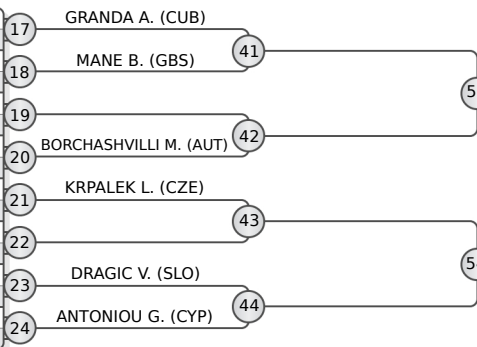 17
GRANDA A. (CUB)
41
18
MANE B. (GBS)
19
42
20
BORCHASHVILLI M. (AUT)
21
KRPALEK L. (CZE)
43
22
23
DRAGIC V. (SLO)
44
24
ANTONIOU G. (CYP)